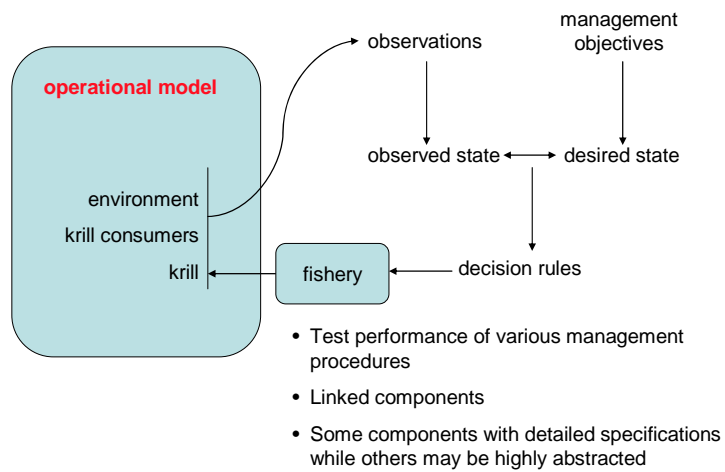 management
objectives
observations
operational model
observed state
desired state
environment
krill consumers
krill
fishery
decision rules
• Test performance of various management
procedures
• Linked components
• Some components with detailed specifications
while others may be highly abstracted